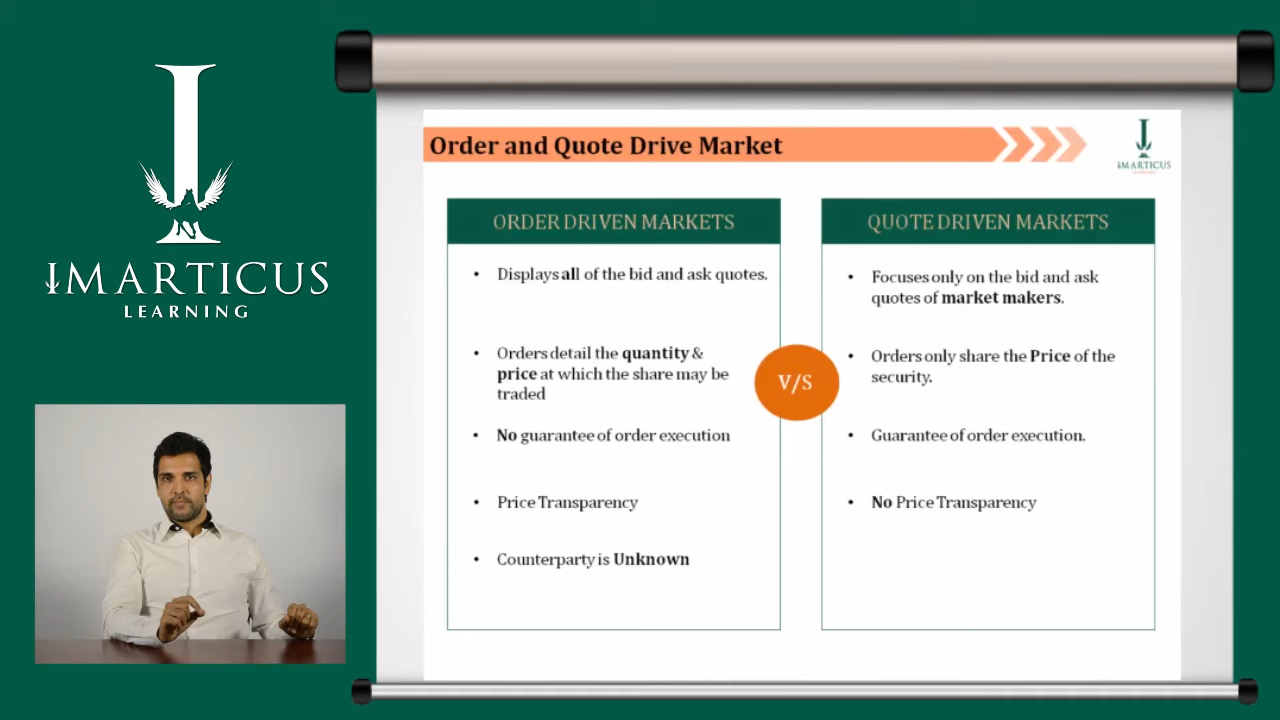 IMARTICUS
LEARNING
Order and Quote Drive Market
IMARTICUS
ORDER DRIVEN MARKETS
• Displays all of the bid and ask quotes.
• Orders detail the quantity &
price at which the share may be
traded
• No guarantee of order execution
• Price Transparency
• Counterparty is Unknown
V/S
QUOTE DRIVEN MARKETS
• Focuses only on the bid and ask
quotes of market makers.
• Orders only share the Price of the
security.
• Guarantee of order execution.
• No Price Transparency